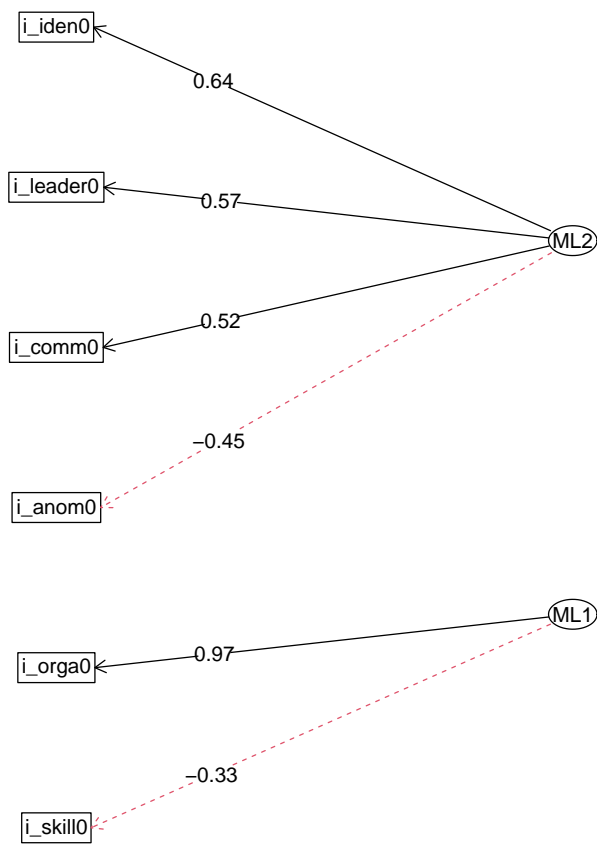 i_iden0
0.64
i_leader0
0.57
ML2
0.52
i_comm0
−0.45
i_anom0
ML1
0.97
i_orga0
−0.33
i_skill0